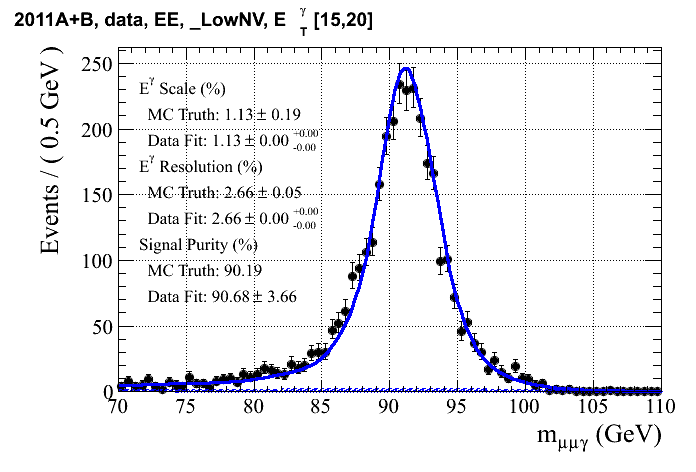 2011A+B, data, EE, _LowNV, E γ T [15,20]
Events / ( 0.5 GeV )
250
200
150
100
50
0
E^γ Scale (%)
MC Truth: 1.13 ± 0.19
Data Fit: 1.13 ± 0.00 +0.00 -0.00
E^γ Resolution (%)
MC Truth: 2.66 ± 0.05
Data Fit: 2.66 ± 0.00 +0.00 -0.00
Signal Purity (%)
MC Truth: 90.19
Data Fit: 90.68 ± 3.66
70 75 80 85 90 95 100 105 110
m_μμγ (GeV)